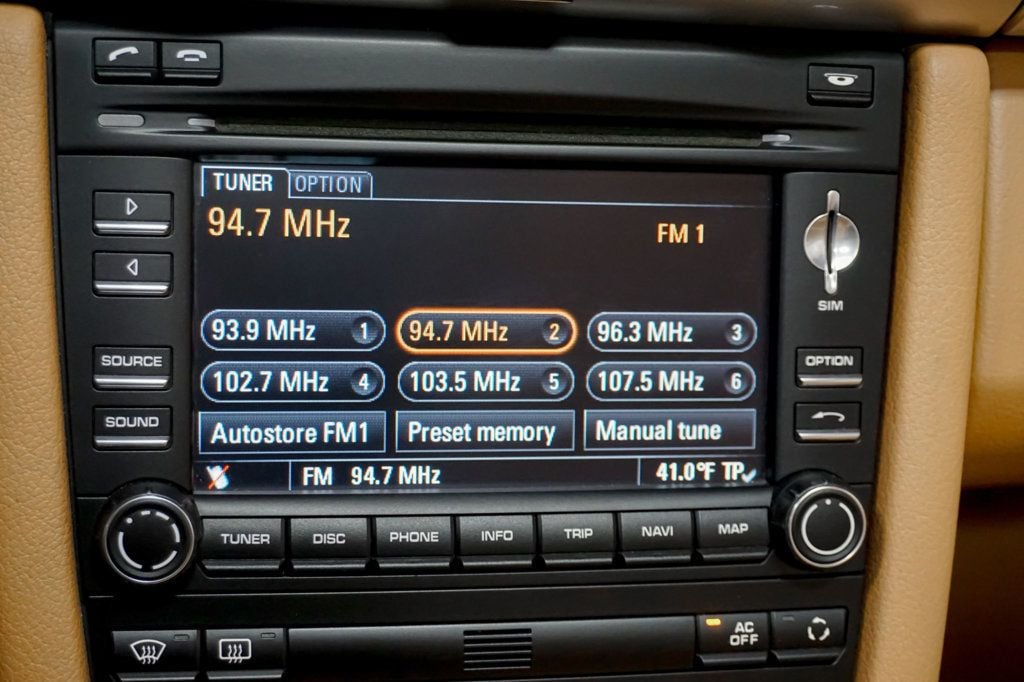 TUNER OPTION
94.7 MHz FM 1
93.9 MHz 1 94.7 MHz 2 96.3 MHz 3
102.7 MHz 4 103.5 MHz 5 107.5 MHz 6
Autostore FM1 Preset memory Manual tune
FM 94.7 MHz 41.0°F TP
SOURCE
SOUND
SIM
OPTION
TUNER DISC PHONE INFO TRIP NAVI MAP
AC
OFF